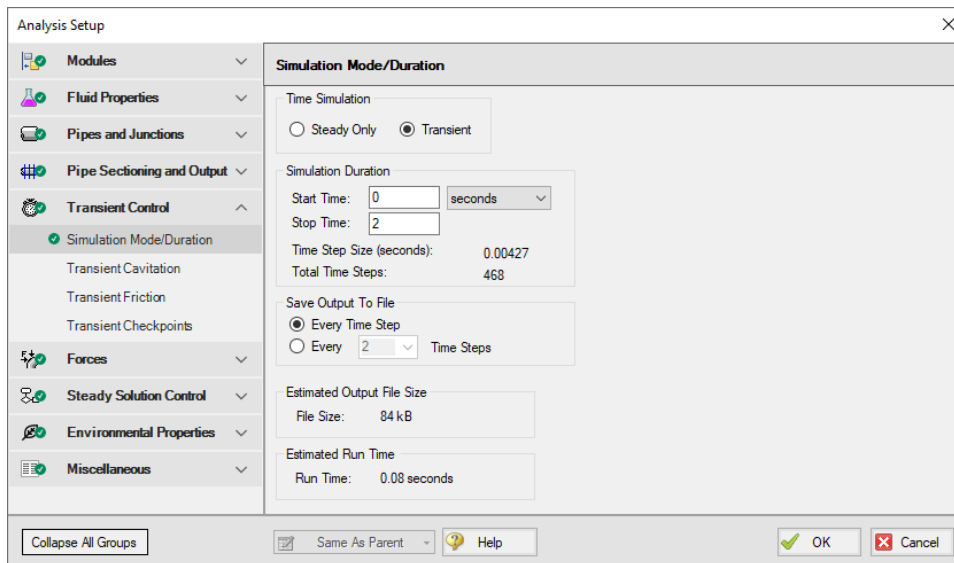 Analysis Setup
Modules
Fluid Properties
Pipes and Junctions
Pipe Sectioning and Output
Transient Control
Simulation Mode/Duration
Transient Cavitation
Transient Friction
Transient Checkpoints
Forces
Steady Solution Control
Environmental Properties
Miscellaneous
Simulation Mode/Duration
Time Simulation
Steady Only Transient
Simulation Duration
Start Time: 0 seconds
Stop Time: 2
Time Step Size (seconds): 0.00427
Total Time Steps: 468
Save Output To File
Every Time Step
Every 2 Time Steps
Estimated Output File Size
File Size: 84 kB
Estimated Run Time
Run Time: 0.08 seconds
Collapse All Groups Same As Parent Help OK Cancel